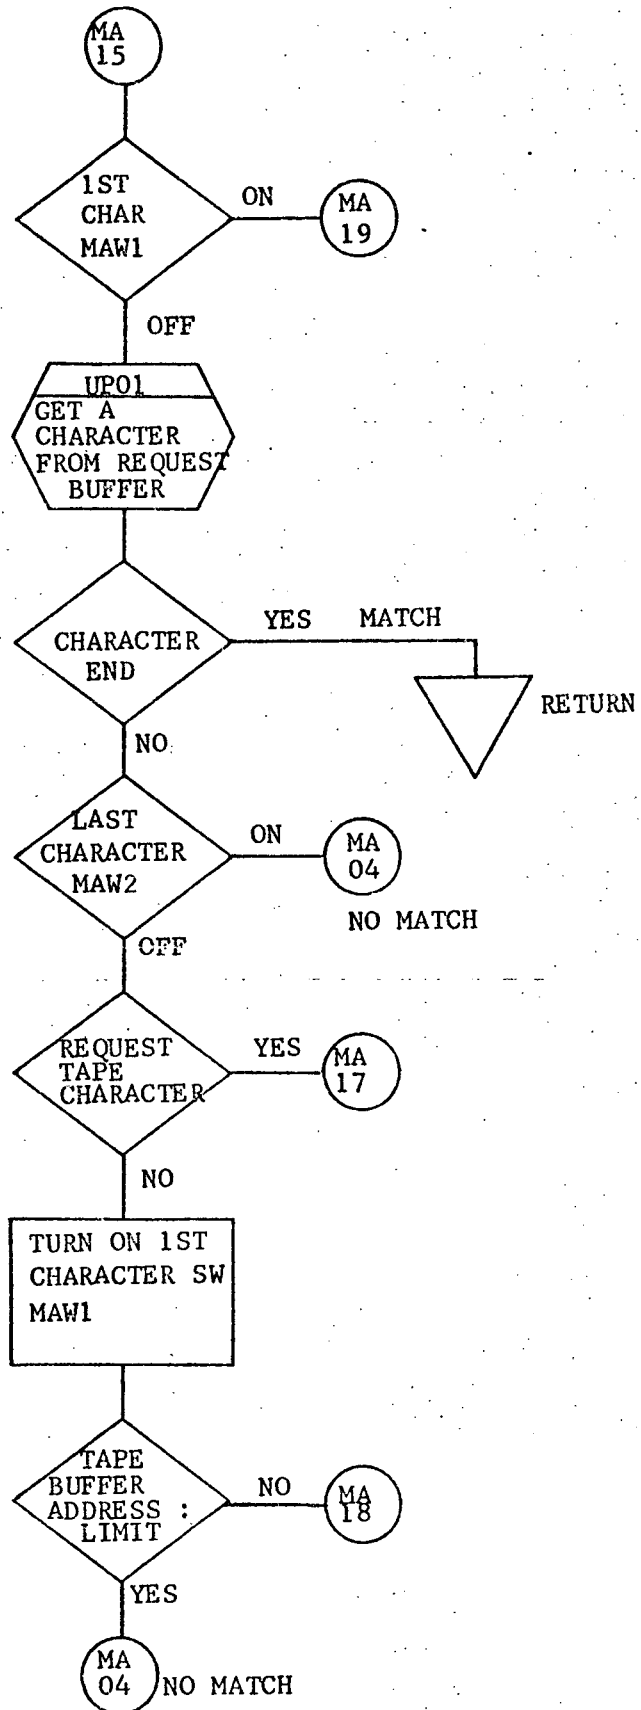 MA
15
1ST
CHAR
MAW1
ON
MA
19
OFF
UP01
GET A
CHARACTER
FROM REQUEST
BUFFER
CHARACTER
END
YES MATCH
RETURN
NO
LAST
CHARACTER
MAW2
ON
MA
04
NO MATCH
OFF
REQUEST
TAPE
CHARACTER
YES
MA
17
NO
TURN ON 1ST
CHARACTER SW
MAW1
TAPE
BUFFER
ADDRESS :
LIMIT
NO
MA
18
YES
MA
04
NO MATCH